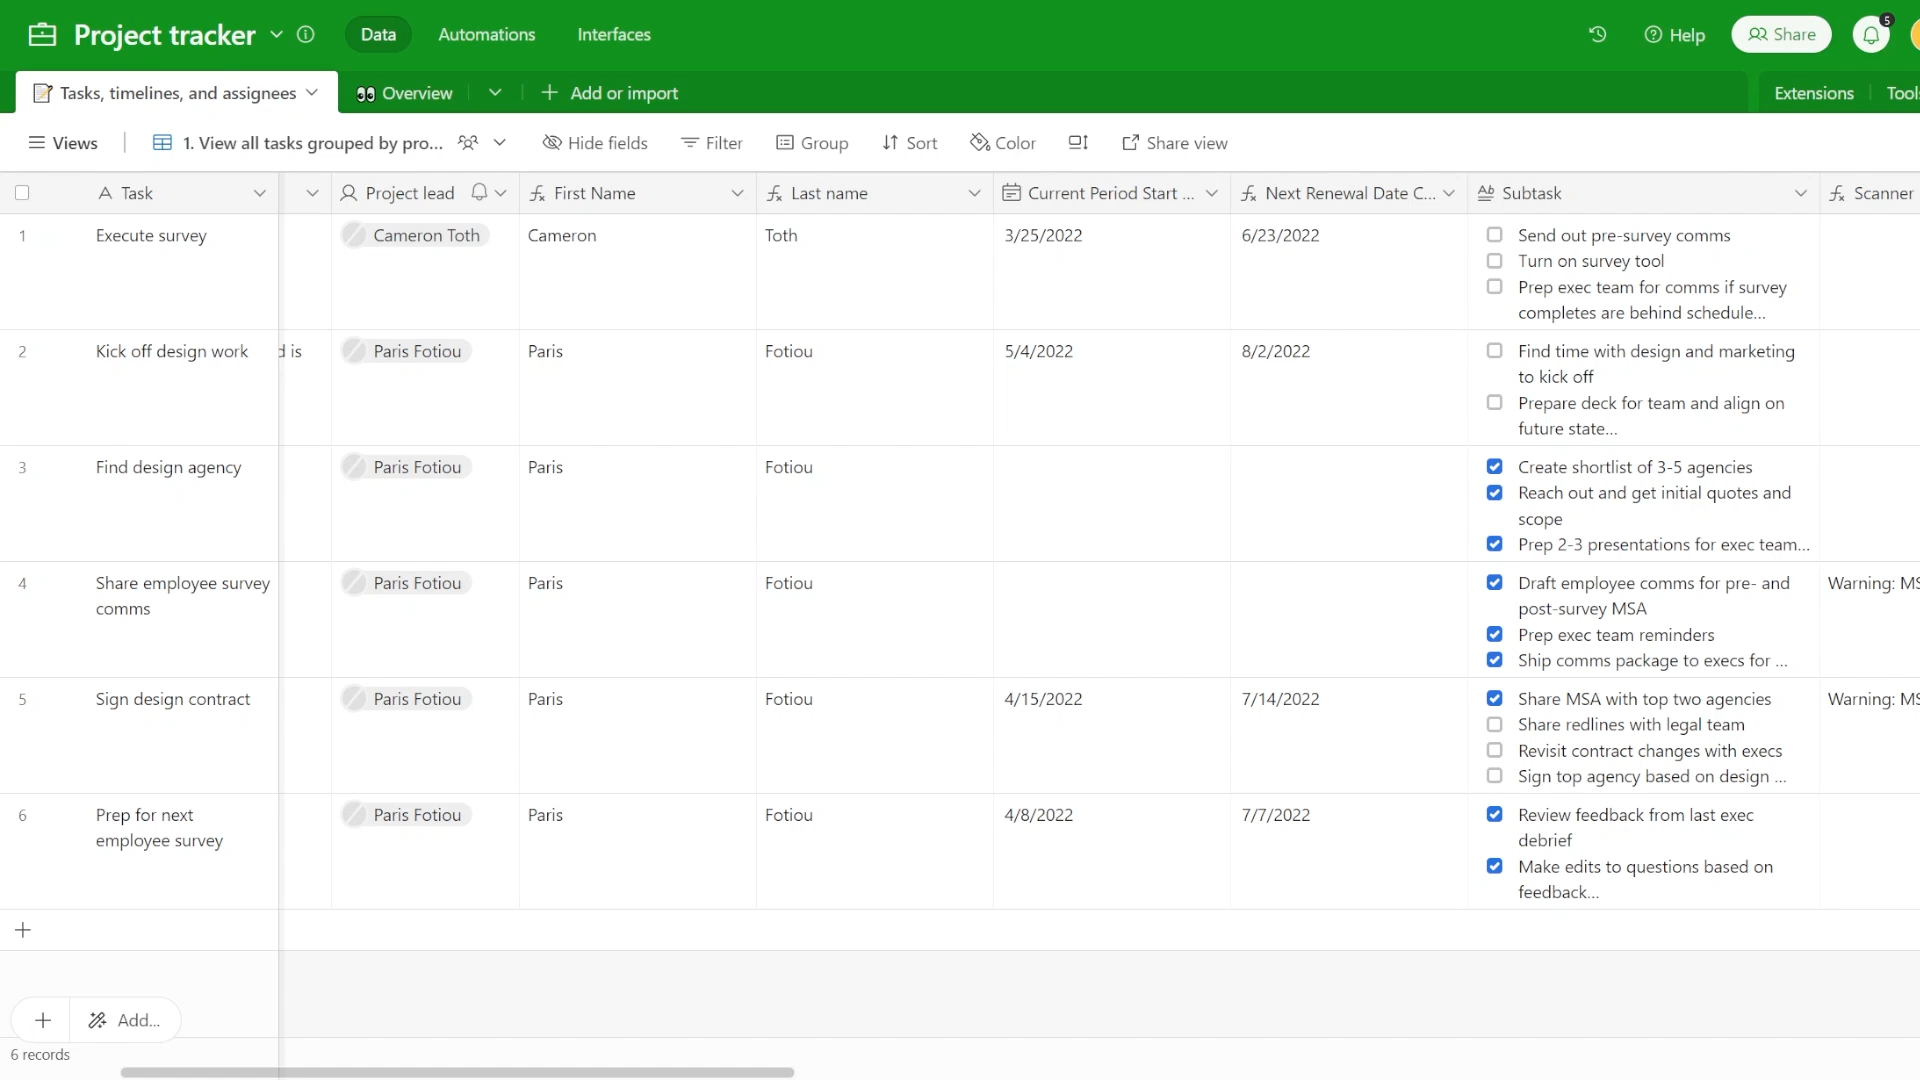 Project tracker
Data
Automations
Interfaces
Help
Share
5
Tasks, timelines, and assignees
Overview
Add or import
Extensions
Tools
Views
1. View all tasks grouped by pro...
Hide fields
Filter
Group
Sort
Color
Share view
Task
Project lead
First Name
Last name
Current Period Start ...
Next Renewal Date C...
Subtask
Scanner
1
Execute survey
Cameron Toth
Cameron
Toth
3/25/2022
6/23/2022
Send out pre-survey comms
Turn on survey tool
Prep exec team for comms if survey
completes are behind schedule...
2
Kick off design work
d is
Paris Fotiou
Paris
Fotiou
5/4/2022
8/2/2022
Find time with design and marketing
to kick off
Prepare deck for team and align on
future state...
3
Find design agency
Paris Fotiou
Paris
Fotiou
Create shortlist of 3-5 agencies
Reach out and get initial quotes and
scope
Prep 2-3 presentations for exec team...
4
Share employee survey
comms
Paris Fotiou
Paris
Fotiou
Draft employee comms for pre- and
post-survey MSA
Prep exec team reminders
Ship comms package to execs for ...
Warning: MS
5
Sign design contract
Paris Fotiou
Paris
Fotiou
4/15/2022
7/14/2022
Share MSA with top two agencies
Share redlines with legal team
Revisit contract changes with execs
Sign top agency based on design ...
Warning: MS
6
Prep for next
employee survey
Paris Fotiou
Paris
Fotiou
4/8/2022
7/7/2022
Review feedback from last exec
debrief
Make edits to questions based on
feedback...
Add...
6 records